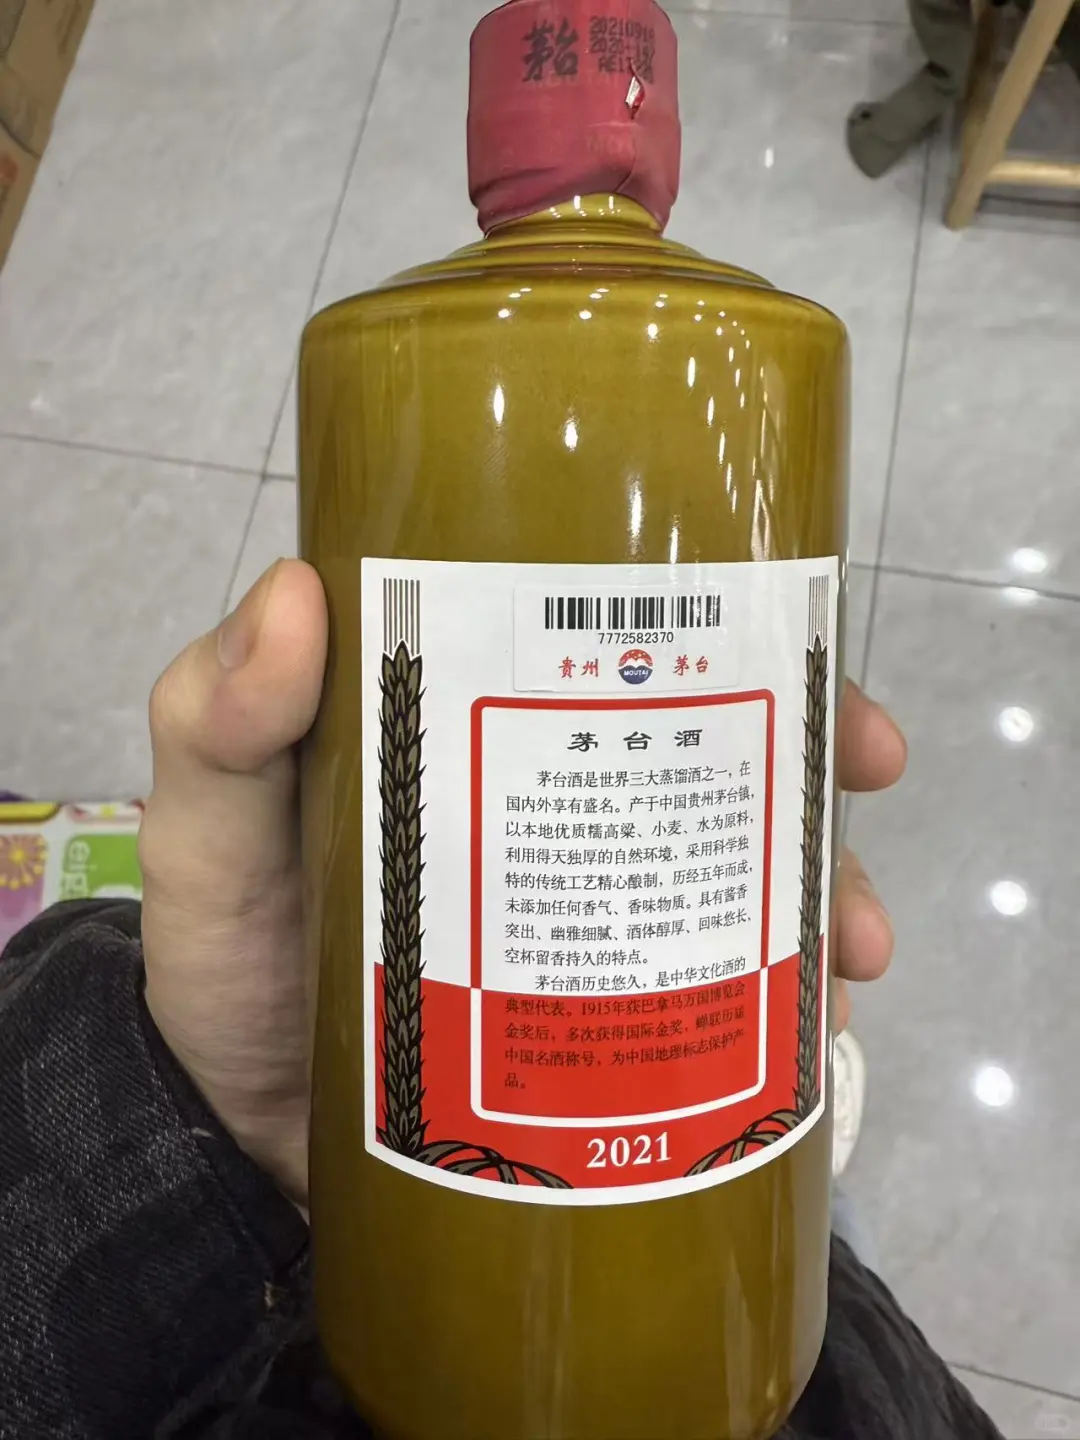 茅台
7772582370
贵州
MOUTAI
茅台
茅台酒
茅台酒是世界三大蒸馏酒之一，在
国内外享有盛名。产于中国贵州茅台镇，
以本地优质糯高粱、小麦、水为原料，
利用得天独厚的自然环境，采用科学独
特的传统工艺精心酿制，历经五年而成，
未添加任何香气、香味物质。具有酱香
突出、幽雅细腻、酒体醇厚、回味悠长、
空杯留香持久的特点。
茅台酒历史悠久，是中华文化酒的
典型代表。1915年获巴拿马万国博览会
金奖后，多次获得国际金奖，蝉联历届
中国名酒称号，为中国地理标志保护产
品。
2021